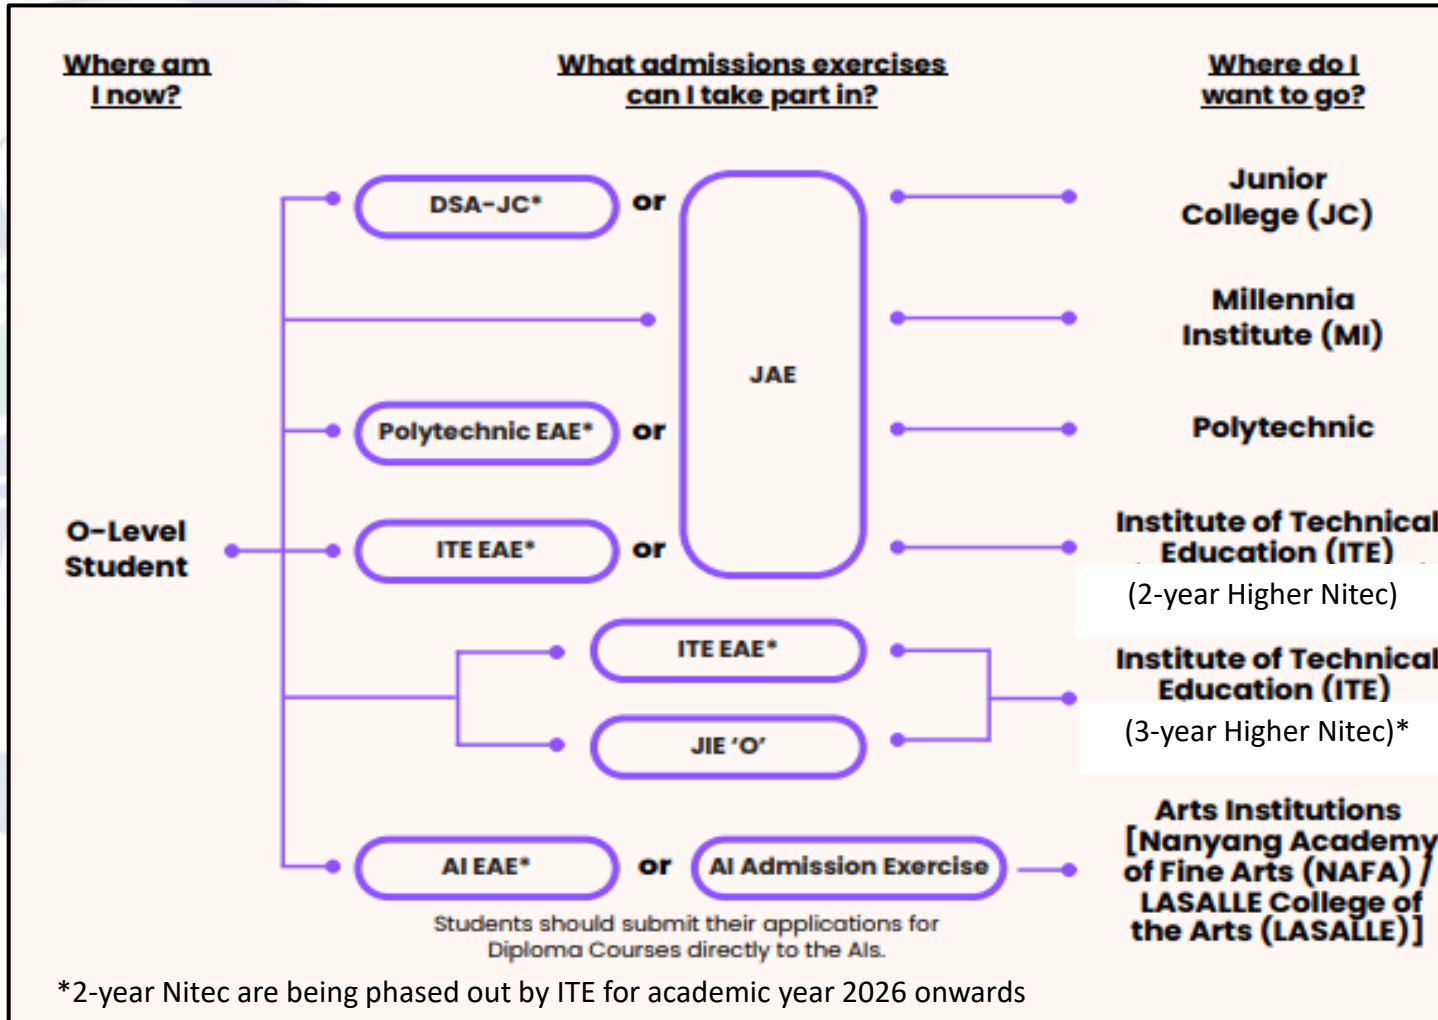 Where am
I now?
What admissions exercises
can I take part in?
Where do I
want to go?
DSA-JC*
or
Junior
College (JC)
Millennia
Institute (MI)
JAE
Polytechnic EAE*
or
Polytechnic
O-Level
Student
ITE EAE*
or
Institute of Technical
Education (ITE)
(2-year Higher Nitec)
ITE EAE*
Institute of Technical
Education (ITE)
(3-year Higher Nitec)*
JIE ‘O’
AI EAE*
or
AI Admission Exercise
Arts Institutions
[Nanyang Academy
of Fine Arts (NAFA) /
LASALLE College of
the Arts (LASALLE)]
Students should submit their applications for
Diploma Courses directly to the AIs.
*2-year Nitec are being phased out by ITE for academic year 2026 onwards